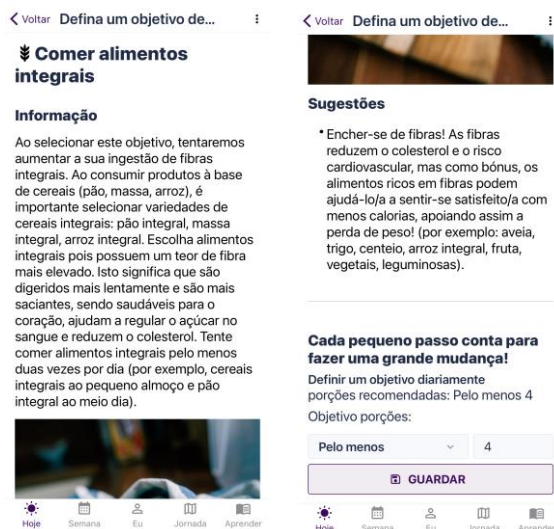 Voltar Defina um objetivo de...
Comer alimentos
integrais
Informação
Ao selecionar este objetivo, tentaremos
aumentar a sua ingestão de fibras
integrais. Ao consumir produtos à base
de cereais (pão, massa, arroz), é
importante selecionar variedades de
cereais integrais: pão integral, massa
integral, arroz integral. Escolha alimentos
integrais pois possuem um teor de fibra
mais elevado. Isto significa que são
digeridos mais lentamente e são mais
saciantes, sendo saudáveis para o
coração, ajudam a regular o açúcar no
sangue e reduzem o colesterol. Tente
comer alimentos integrais pelo menos
duas vezes por dia (por exemplo, cereais
integrais ao pequeno almoço e pão
integral ao meio dia).
Hoje Semana Eu Jornada Aprender
Voltar Defina um objetivo de...
Sugestões
• Encher-se de fibras! As fibras
reduzem o colesterol e o risco
cardiovascular, mas como bónus, os
alimentos ricos em fibras podem
ajudá-lo/a a sentir-se satisfeito/a com
menos calorias, apoiando assim a
perda de peso! (por exemplo: aveia,
trigo, centeio, arroz integral, fruta,
vegetais, leguminosas).
Cada pequeno passo conta para
fazer uma grande mudança!
Definir um objetivo diariamente
porções recomendadas: Pelo menos 4
Objetivo porções:
Pelo menos 4
GUARDAR
Hoje Semana Eu Jornada Aprender